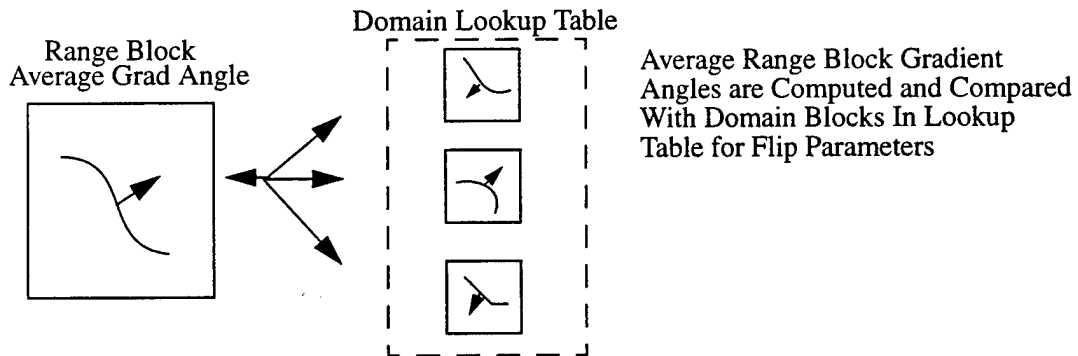 Domain Lookup Table
Range Block
Average Grad Angle
Average Range Block Gradient
Angles are Computed and Compared
With Domain Blocks In Lookup
Table for Flip Parameters